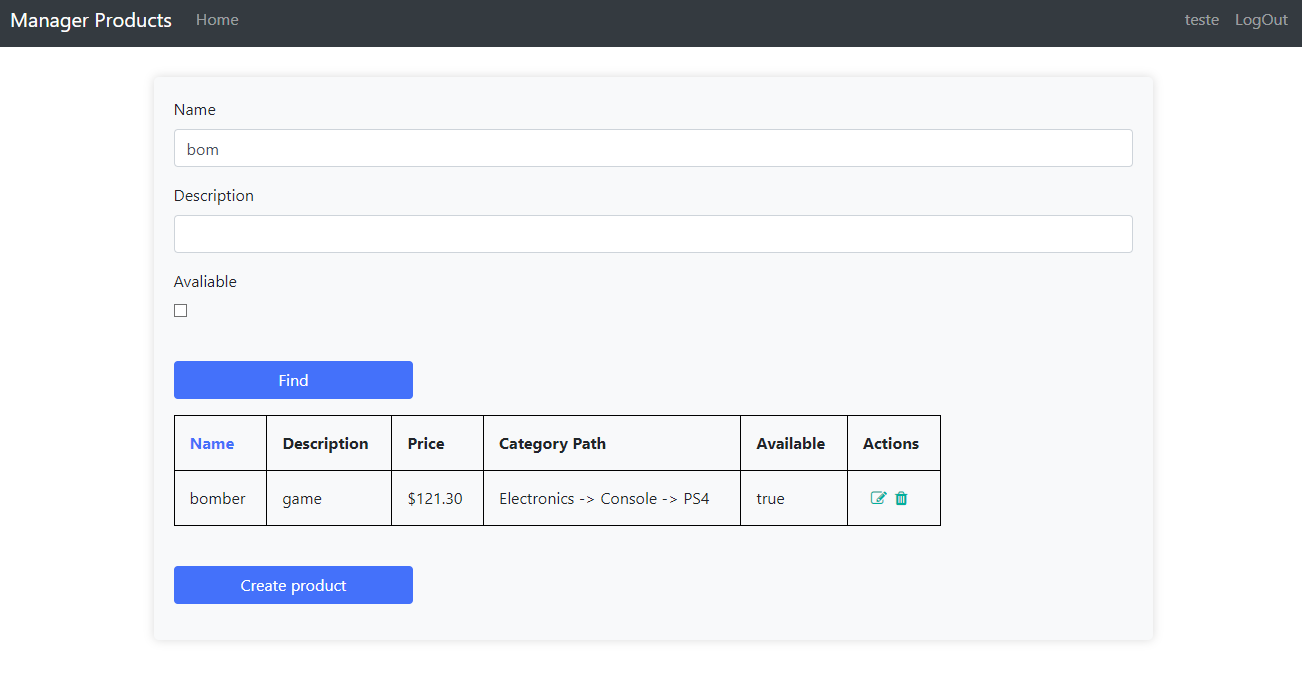 Manager Products Home teste LogOut
Name
bom
Description
Avaliable
Find
Name Description Price Category Path Available Actions
bomber game $121.30 Electronics -> Console -> PS4 true
Create product